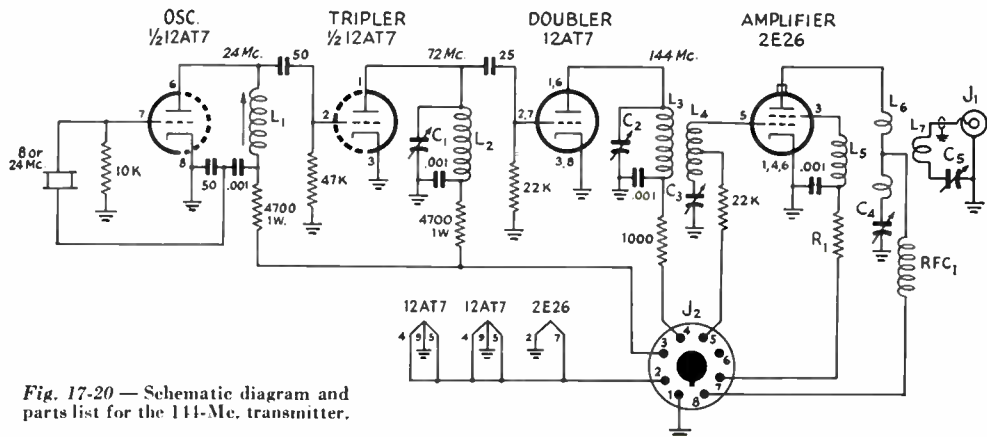 OSC.
½12AT7
TRIPLER
½12AT7
DOUBLER
12AT7
AMPLIFIER
2E26
24 Mc.
50
72 Mc.
25
144 Mc.
6
7
8
L1
8 or
24 Mc
10K
50
.001
4700
1W.
1
2
3
47K
C1
.001
L2
4700
1W.
1,6
2,7
3,8
22K
C2
.001
L3
L4
C3
1000
22K
5
3
1,4,6
.001
L5
R1
L6
L7
J1
C5
C4
RFC1
12AT7
4 9 5
12AT7
4 9 5
2E26
2 7
J2
1
2
3
4
5
6
7
8
Fig. 17-20 — Schematic diagram and
parts list for the 144-Mc. transmitter.